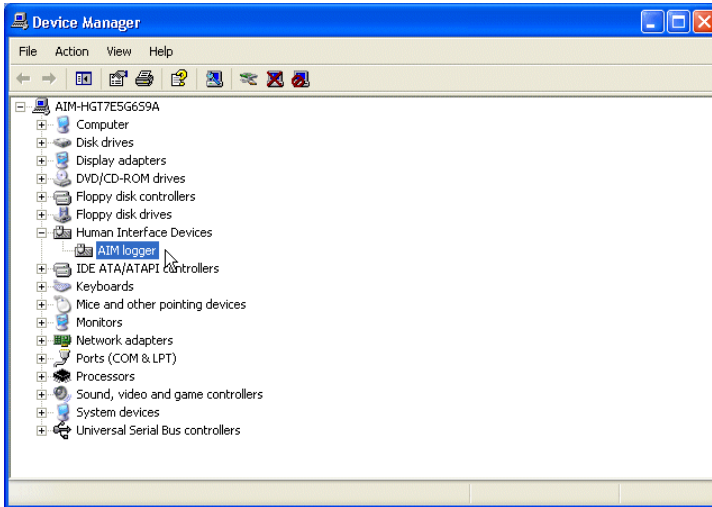 Device Manager
File Action View Help
AIM-HGT7E5G6S9A
Computer
Disk drives
Display adapters
DVD/CD-ROM drives
Floppy disk controllers
Floppy disk drives
Human Interface Devices
AIM logger
IDE ATA/ATAPI controllers
Keyboards
Mice and other pointing devices
Monitors
Network adapters
Ports (COM & LPT)
Processors
Sound, video and game controllers
System devices
Universal Serial Bus controllers